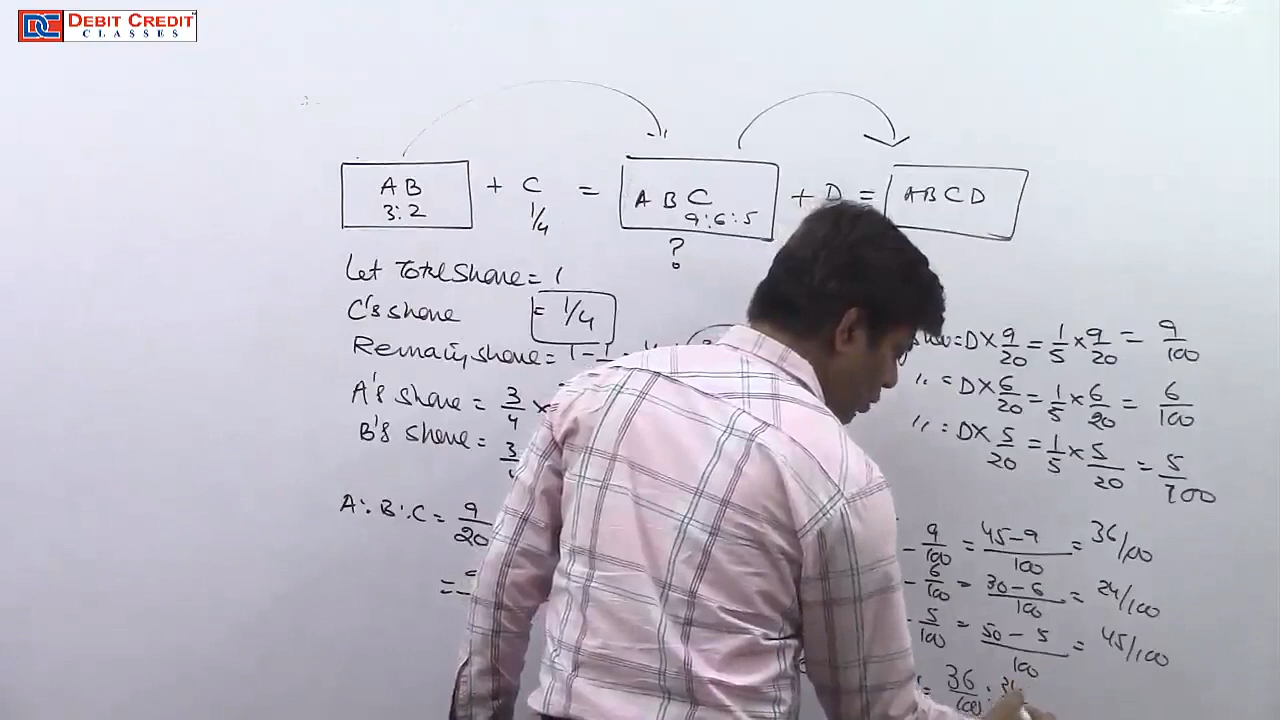 DEBIT CREDIT
CLASSES
A B + C = A B C + D = A B C D
3:2 1/4 9:6:5
?
Let Total Share = 1
C's share = 1/4
Remaing share = 1 - 1
A's share = 3/4 ×
B's share = 3/
A:B:C = 9/20
=
= D × 9/20 = 1/5 × 9/20 = 9/100
" = D × 6/20 = 1/5 × 6/20 = 6/100
" = D × 5/20 = 1/5 × 5/20 = 5/100
- 9/100 = 45-9/100 = 36/100
- 6/100 = 30-6/100 = 24/100
- 5/100 = 50-5/100 = 45/100
= 36/100 :